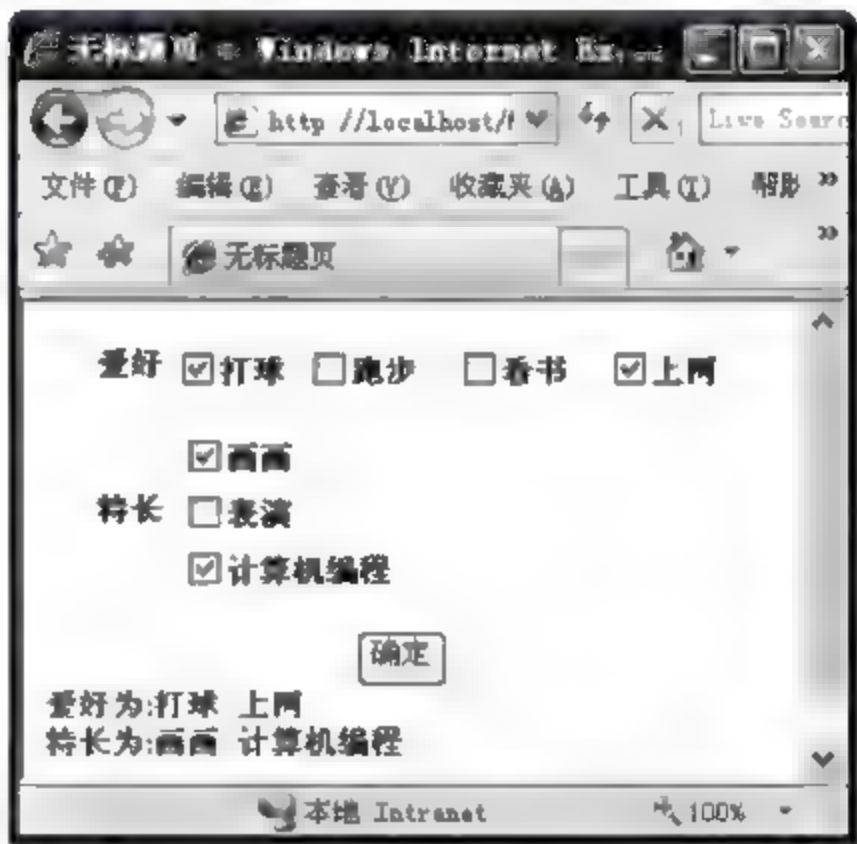 无标题页 - Windows Internet Ex
http //localhost/
Live Searc
文件(F) 编辑(E) 查看(V) 收藏夹(A) 工具(T) 帮助 »
无标题页 »
爱好 打球 跑步 看书 上网
画画
特长 表演
计算机编程
确定
爱好为:打球 上网
特长为:画画 计算机编程
本地 Intranet 100%